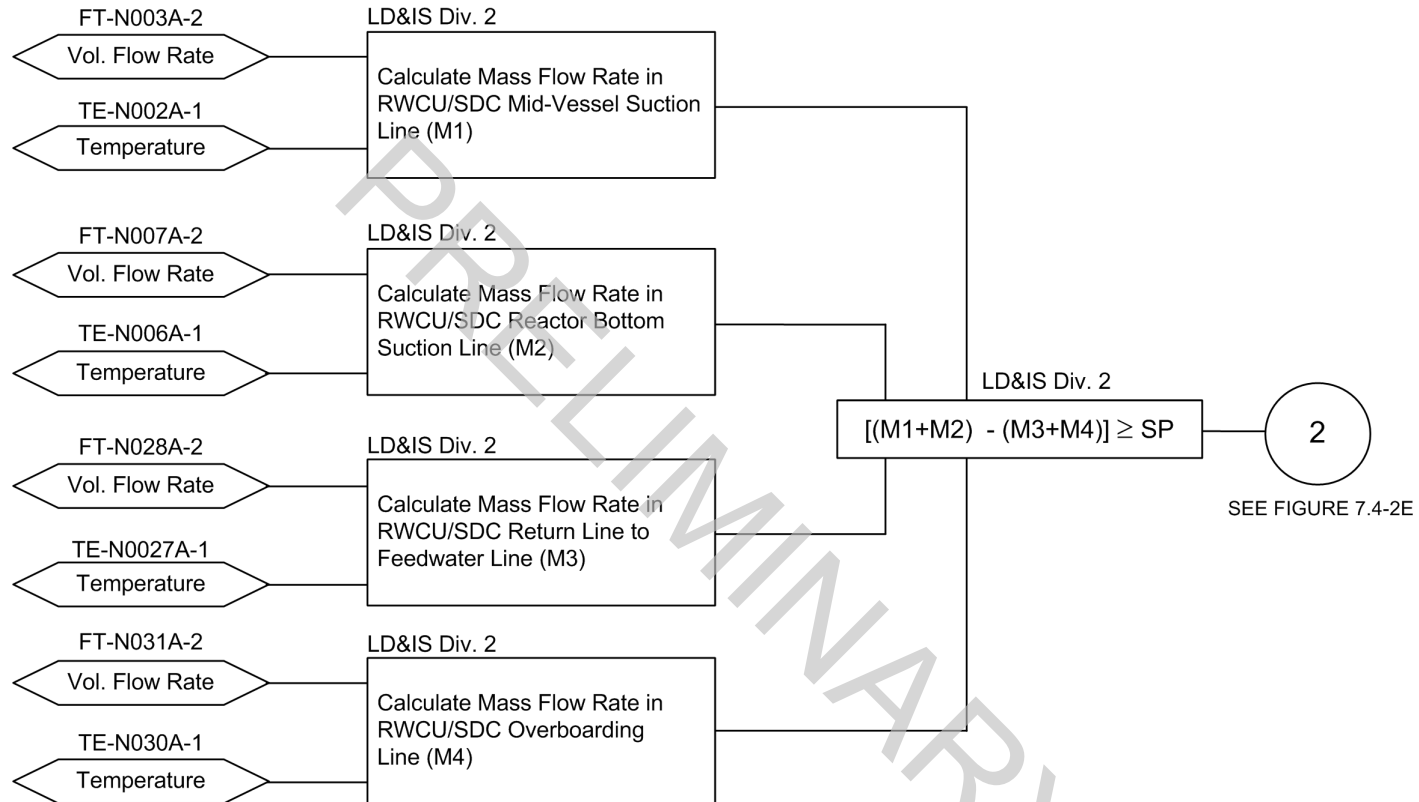 FT-N003A-2
Vol. Flow Rate
TE-N002A-1
Temperature
LD&IS Div. 2
Calculate Mass Flow Rate in
RWCU/SDC Mid-Vessel Suction
Line (M1)
FT-N007A-2
Vol. Flow Rate
TE-N006A-1
Temperature
LD&IS Div. 2
Calculate Mass Flow Rate in
RWCU/SDC Reactor Bottom
Suction Line (M2)
FT-N028A-2
Vol. Flow Rate
TE-N0027A-1
Temperature
LD&IS Div. 2
Calculate Mass Flow Rate in
RWCU/SDC Return Line to
Feedwater Line (M3)
FT-N031A-2
Vol. Flow Rate
TE-N030A-1
Temperature
LD&IS Div. 2
Calculate Mass Flow Rate in
RWCU/SDC Overboarding
Line (M4)
LD&IS Div. 2
[(M1+M2) - (M3+M4)] ≥ SP
2
SEE FIGURE 7.4-2E
PRELIMINARY